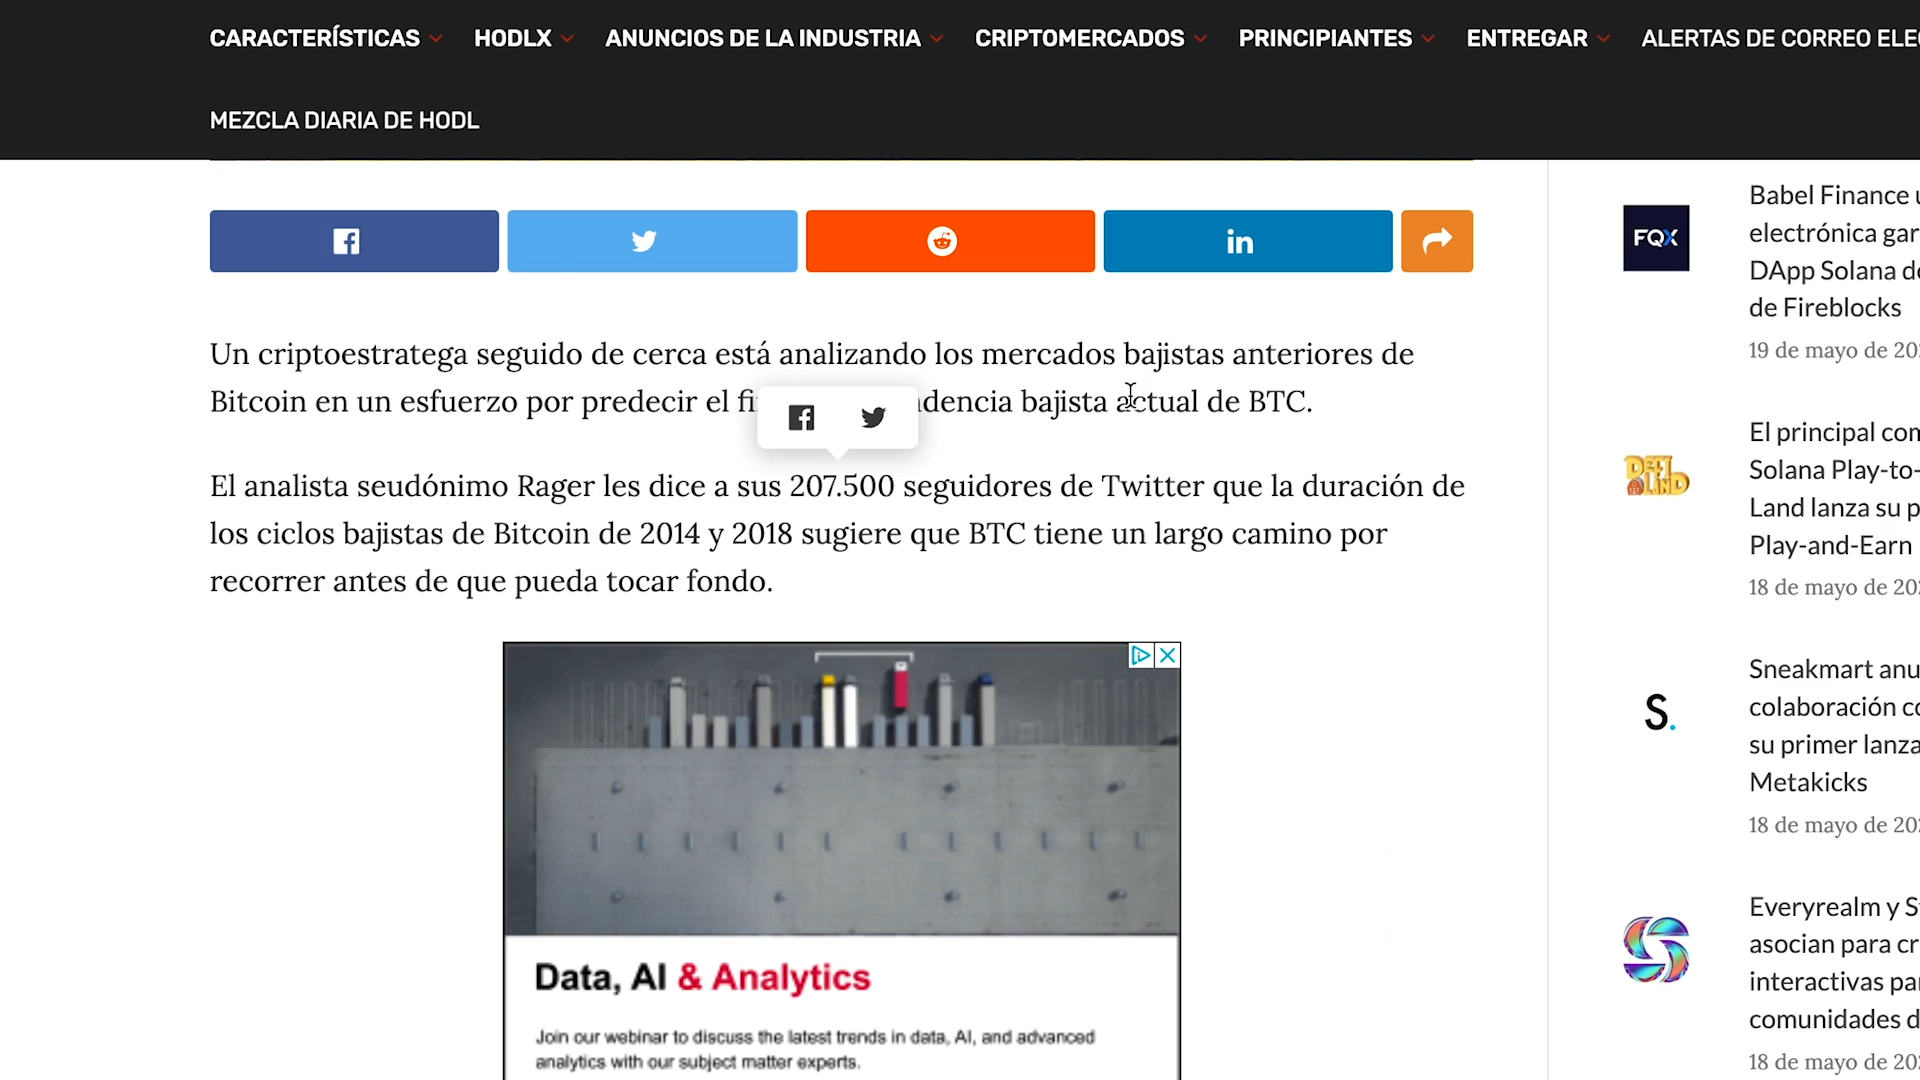 CARACTERÍSTICAS HODLX ANUNCIOS DE LA INDUSTRIA CRIPTOMERCADOS PRINCIPIANTES ENTREGAR ALERTAS DE CORREO
MEZCLA DIARIA DE HODL
Un criptoestratega seguido de cerca está analizando los mercados bajistas anteriores de
Bitcoin en un esfuerzo por predecir el bajista actual de BTC.
El analista seudónimo Rager les dice a sus 207.500 seguidores de Twitter que la duración de
los ciclos bajistas de Bitcoin de 2014 y 2018 sugiere que BTC tiene un largo camino por
recorrer antes de que pueda tocar fondo.
Data, AI & Analytics
Join our webinar to discuss the latest trends in data, AI, and advanced
analytics with our subject matter experts.
FQX
Babel Finance
electrónica
DApp Solana
de Fireblocks
19 de mayo de
DEFI LAND
El principal
Solana Play-to-
Land lanza su
Play-and-Earn
18 de mayo de
S.
Sneakmart
colaboración
su primer
Metakicks
18 de mayo de
Everyrealm y
asocian para
interactivas
comunidades
18 de mayo de